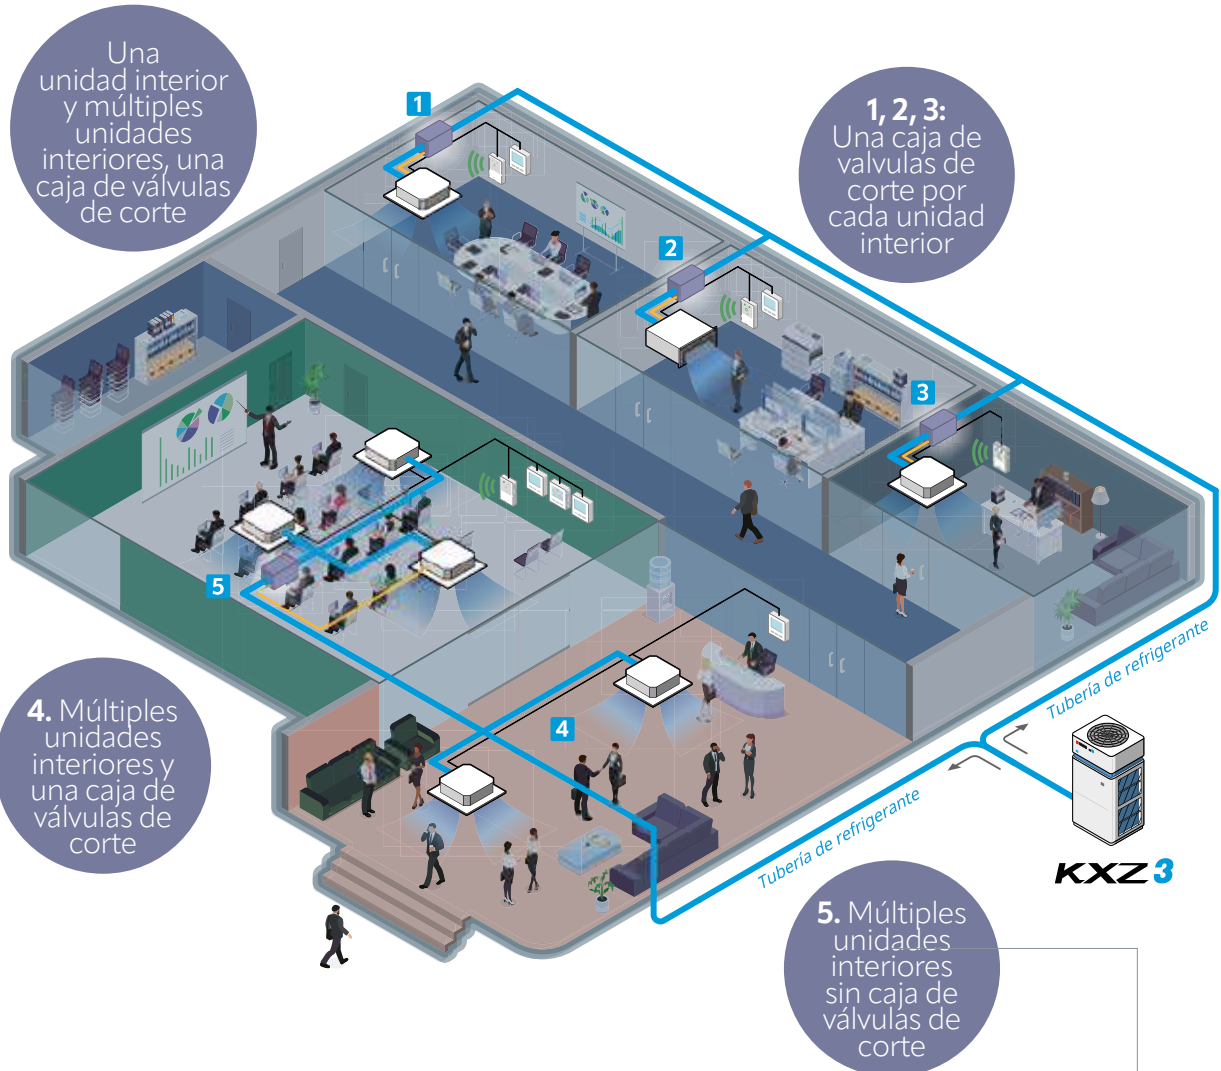 Una
unidad interior
y múltiples
unidades
interiores, una
caja de válvulas
de corte
1
1, 2, 3:
Una caja de
valvulas de
corte por
cada unidad
interior
2
3
5
4
4. Múltiples
unidades
interiores y
una caja de
válvulas de
corte
Tubería de refrigerante
Tubería de refrigerante
KXZ3
5. Múltiples
unidades
interiores
sin caja de
válvulas de
corte